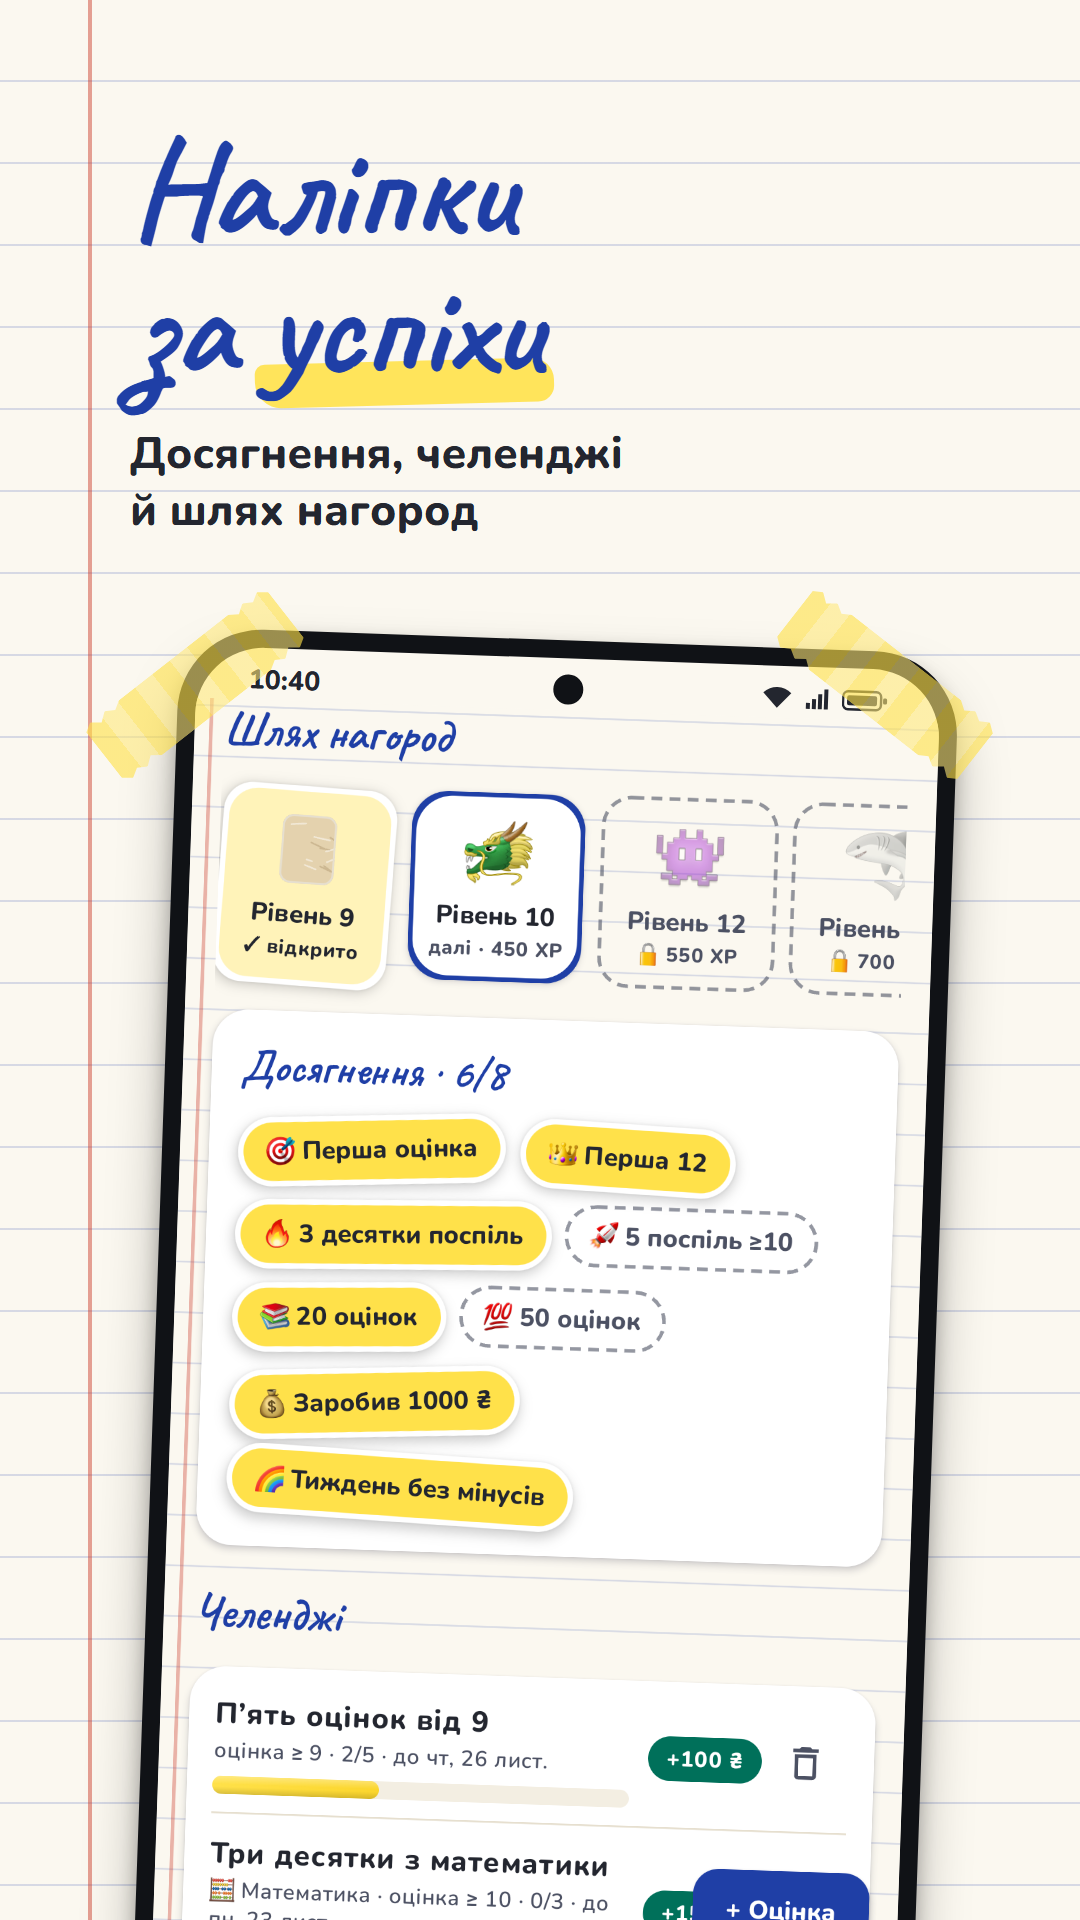 Наліпки
за успіхи
Досягнення, челенджі
й шлях нагород
10:40
Шлях нагород
Рівень 9
✓ відкрито
Рівень 10
далі · 450 XP
Рівень 12
🔒 550 XP
Рівень
🔒 700
Досягнення · 6/8
🎯 Перша оцінка
👑 Перша 12
🔥 3 десятки поспіль
🚀 5 поспіль ≥10
📚 20 оцінок
💯 50 оцінок
💰 Заробив 1000 ₴
🌈 Тиждень без мінусів
Челенджі
П’ять оцінок від 9
оцінка ≥ 9 · 2/5 · до чт, 26 лист.
+100 ₴
Три десятки з математики
🧮 Математика · оцінка ≥ 10 · 0/3 · до
пн, 23 лист.
+ Оцінка